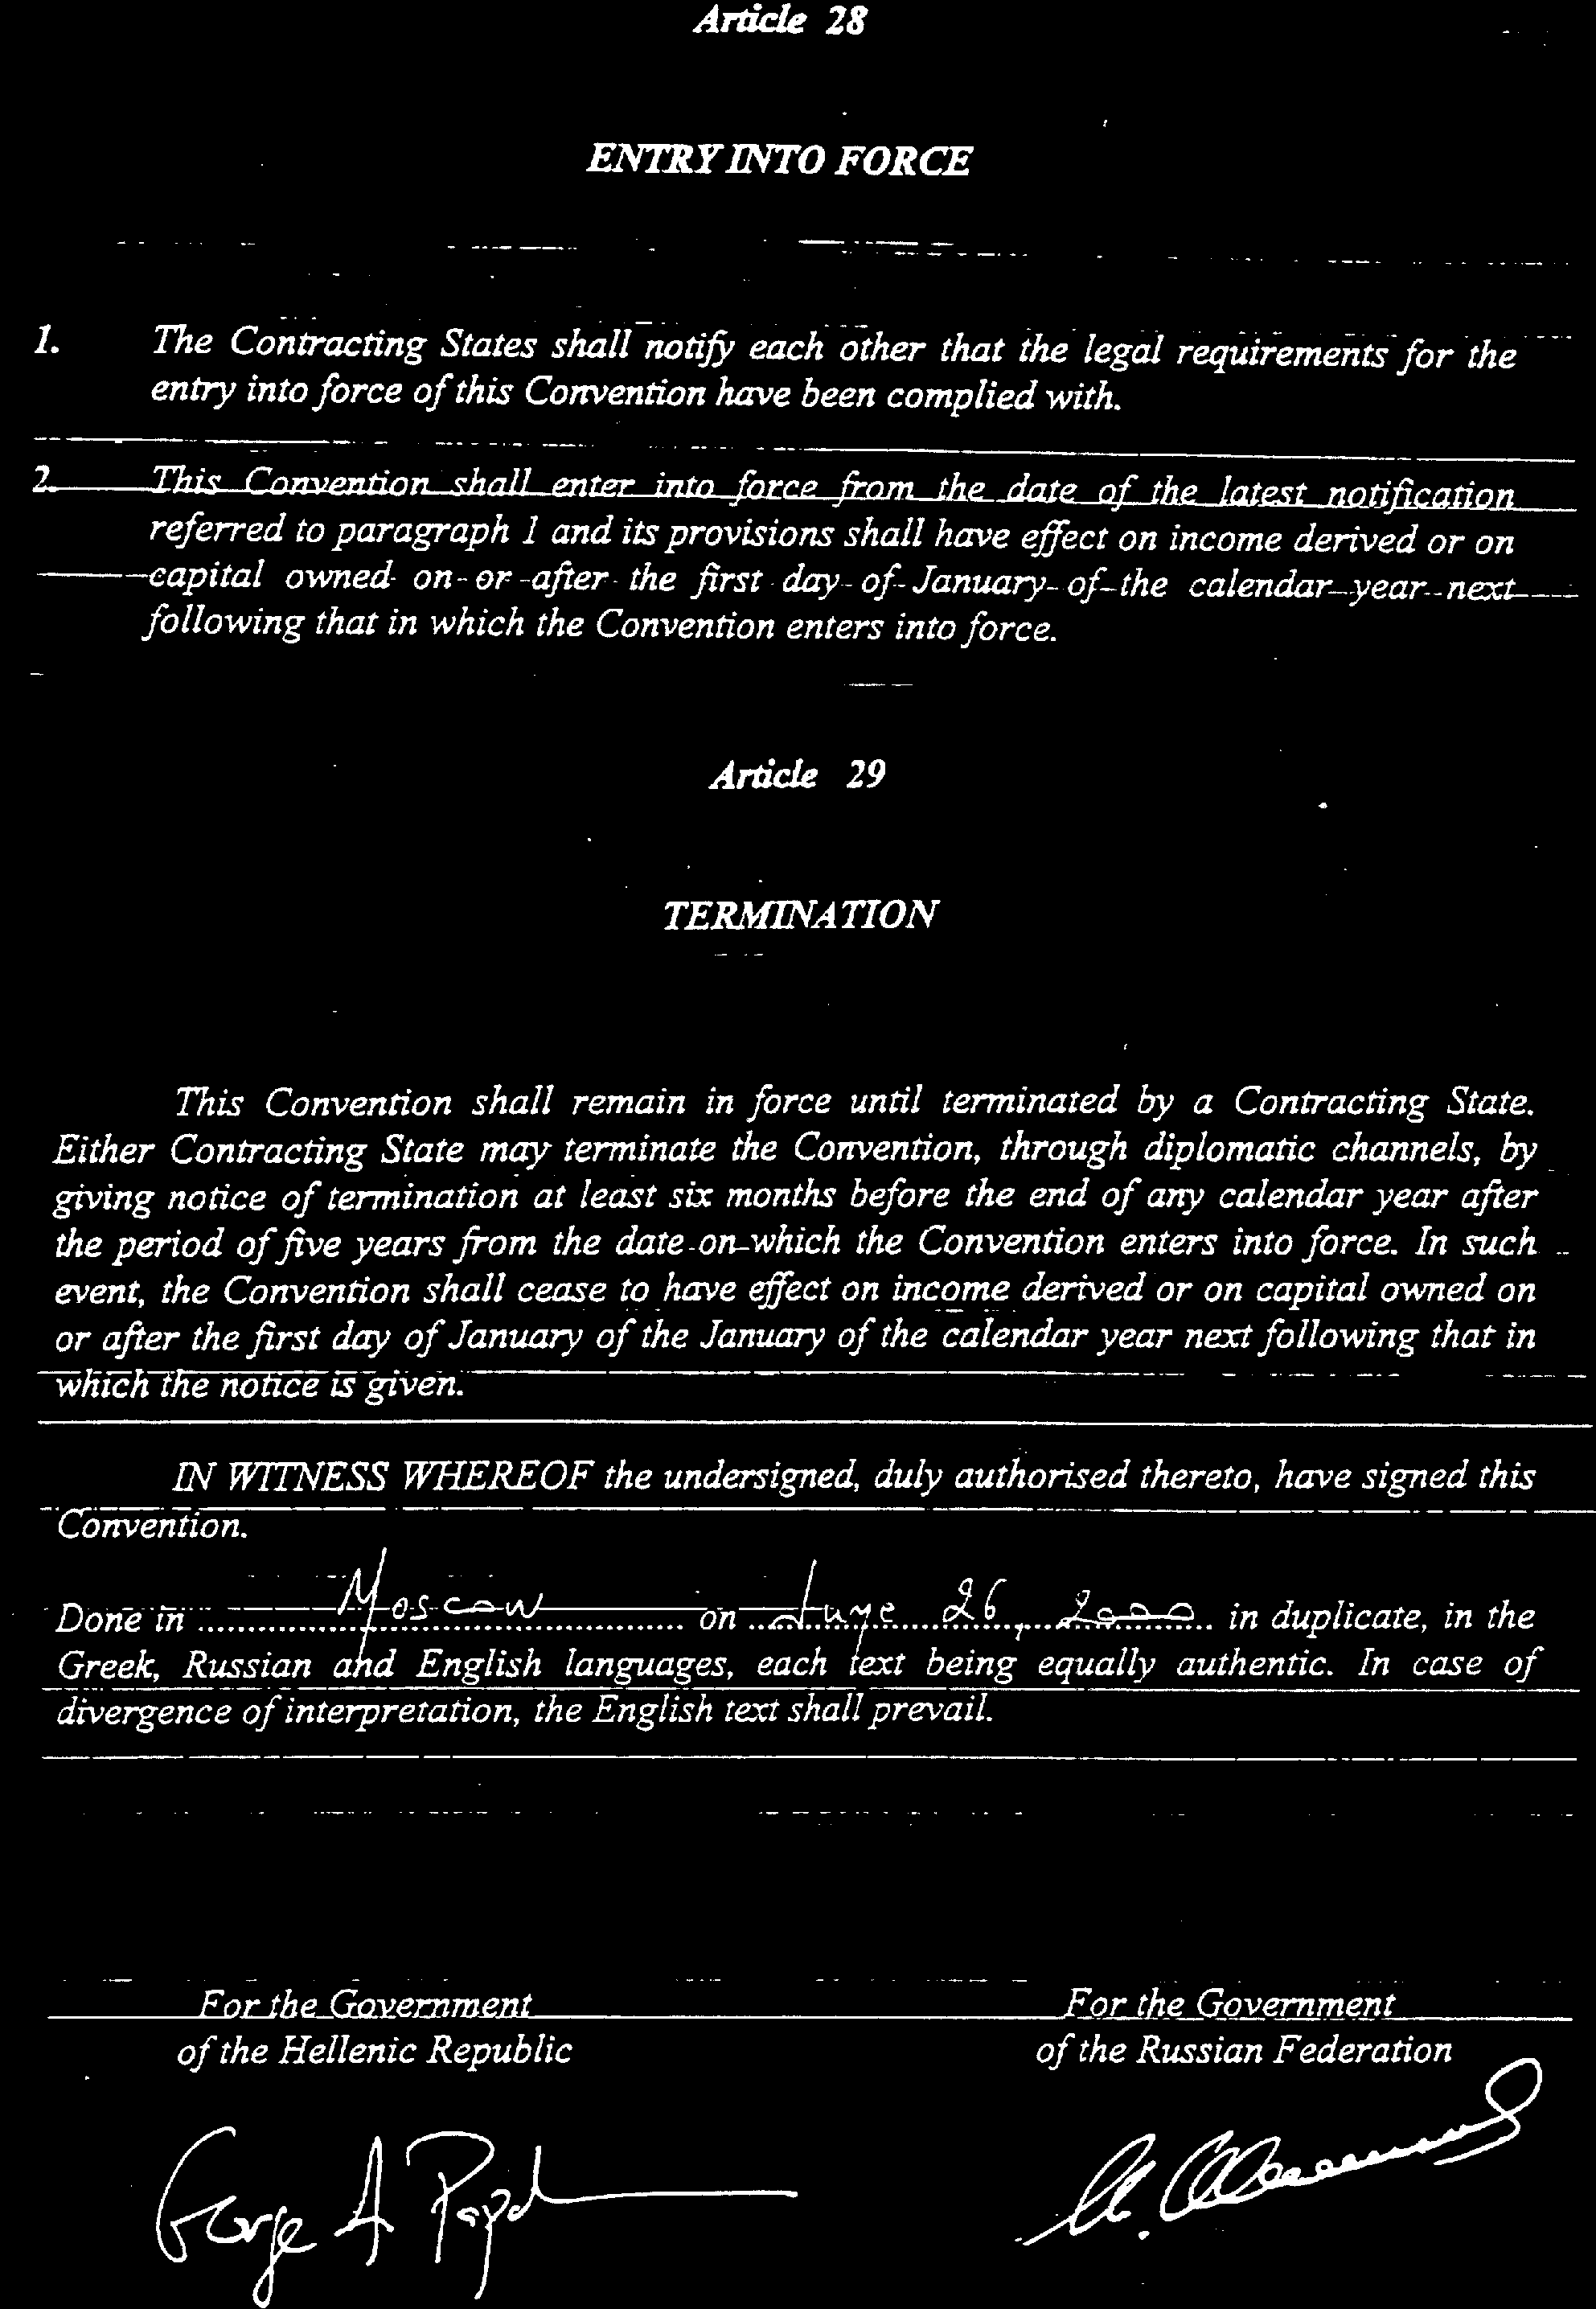 Article 28
ENTRY INTO FORCE
1. The Contracting States shall notify each other that the legal requirements for the
entry into force of this Convention have been complied with.
2. This Convention shall enter into force from the date of the latest notification
referred to paragraph 1 and its provisions shall have effect on income derived or on
capital owned on or after the first day of January of the calendar year next
following that in which the Convention enters into force.
Article 29
TERMINATION
This Convention shall remain in force until terminated by a Contracting State.
Either Contracting State may terminate the Convention, through diplomatic channels, by
giving notice of termination at least six months before the end of any calendar year after
the period of five years from the date on which the Convention enters into force. In such
event, the Convention shall cease to have effect on income derived or on capital owned on
or after the first day of January of the January of the calendar year next following that in
which the notice is given.
IN WITNESS WHEREOF the undersigned, duly authorised thereto, have signed this
Convention.
Done in Moscow on June 26, 2000 in duplicate, in the
Greek, Russian and English languages, each text being equally authentic. In case of
divergence of interpretation, the English text shall prevail.
For the Government
of the Hellenic Republic
For the Government
of the Russian Federation
George A